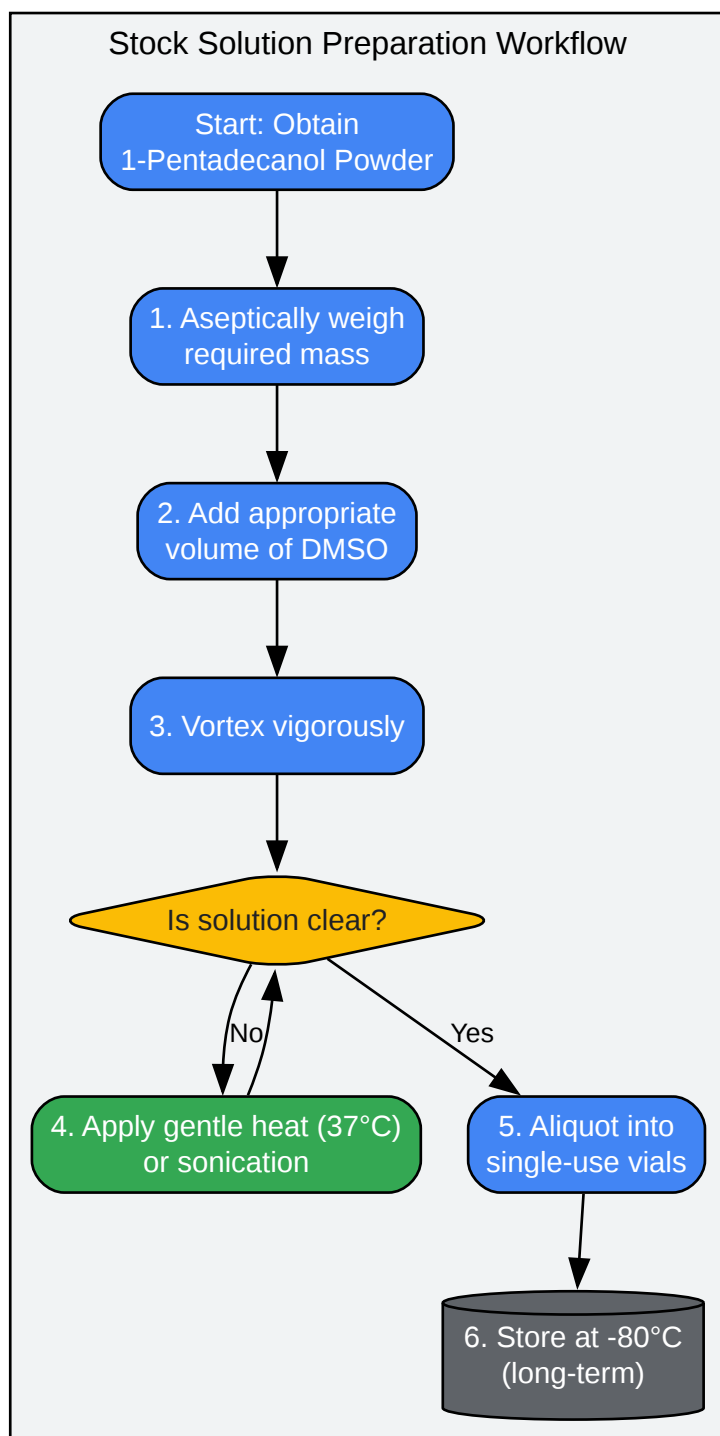 Stock Solution Preparation Workflow
Start: Obtain
1-Pentadecanol Powder
1. Aseptically weigh
required mass
2. Add appropriate
volume of DMSO
3. Vortex vigorously
Is solution clear?
No
Yes
4. Apply gentle heat (37°C)
or sonication
5. Aliquot into
single-use vials
6. Store at -80°C
(long-term)